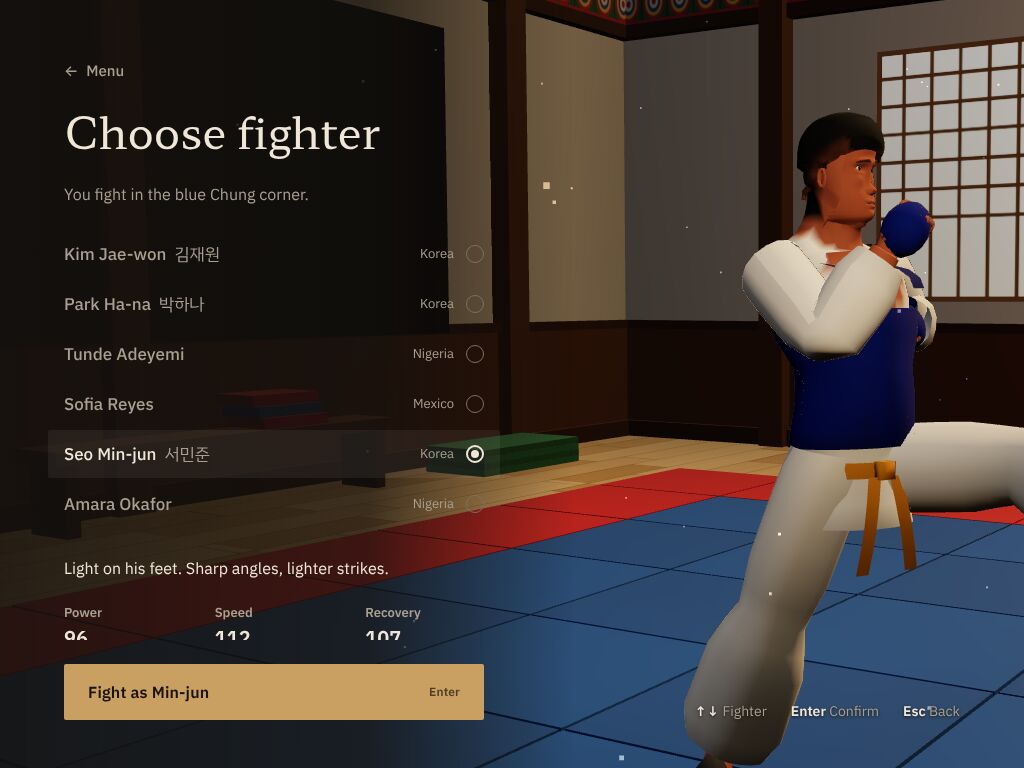 ← Menu
Choose fighter
You fight in the blue Chung corner.
Kim Jae-won 김재원 Korea
Park Ha-na 박하나 Korea
Tunde Adeyemi Nigeria
Sofia Reyes Mexico
Seo Min-jun 서민준 Korea
Amara Okafor Nigeria
Light on his feet. Sharp angles, lighter strikes.
Power Speed Recovery
96 112 107
Fight as Min-jun Enter
↑↓ Fighter Enter Confirm Esc Back